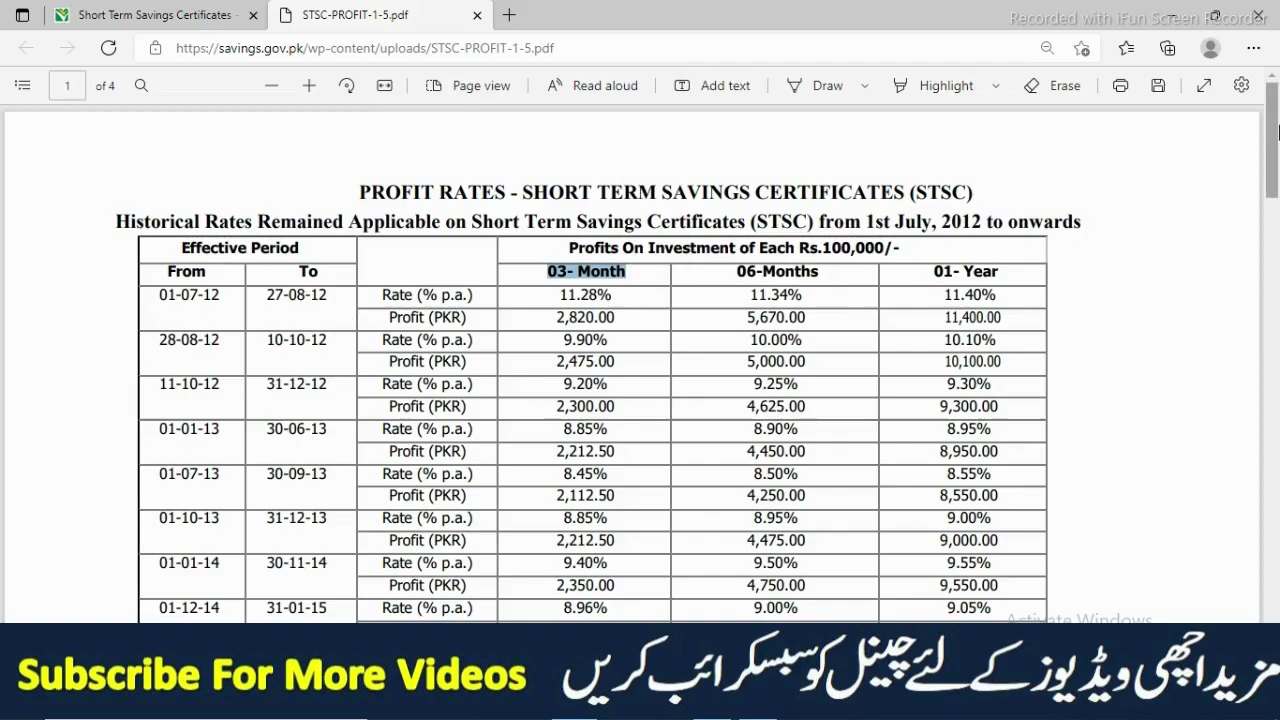 Short Term Savings Certificates -
STSC-PROFIT-1-5.pdf
Recorded with iFun Screen Recorder
https://savings.gov.pk/wp-content/uploads/STSC-PROFIT-1-5.pdf
1 of 4 Page view Read aloud Add text Draw Highlight Erase
PROFIT RATES - SHORT TERM SAVINGS CERTIFICATES (STSC)
Historical Rates Remained Applicable on Short Term Savings Certificates (STSC) from 1st July, 2012 to onwards
Effective Period Profits On Investment of Each Rs.100,000/-
From To 03- Month 06-Months 01- Year
01-07-12 27-08-12 Rate (% p.a.) 11.28% 11.34% 11.40%
Profit (PKR) 2,820.00 5,670.00 11,400.00
28-08-12 10-10-12 Rate (% p.a.) 9.90% 10.00% 10.10%
Profit (PKR) 2,475.00 5,000.00 10,100.00
11-10-12 31-12-12 Rate (% p.a.) 9.20% 9.25% 9.30%
Profit (PKR) 2,300.00 4,625.00 9,300.00
01-01-13 30-06-13 Rate (% p.a.) 8.85% 8.90% 8.95%
Profit (PKR) 2,212.50 4,450.00 8,950.00
01-07-13 30-09-13 Rate (% p.a.) 8.45% 8.50% 8.55%
Profit (PKR) 2,112.50 4,250.00 8,550.00
01-10-13 31-12-13 Rate (% p.a.) 8.85% 8.95% 9.00%
Profit (PKR) 2,212.50 4,475.00 9,000.00
01-01-14 30-11-14 Rate (% p.a.) 9.40% 9.50% 9.55%
Profit (PKR) 2,350.00 4,750.00 9,550.00
01-12-14 31-01-15 Rate (% p.a.) 8.96% 9.00% 9.05%
Activate Windows
Subscribe For More Videos
مزید اچھی ویڈیوز کے لئے چینل کو سبسکرائب کریں